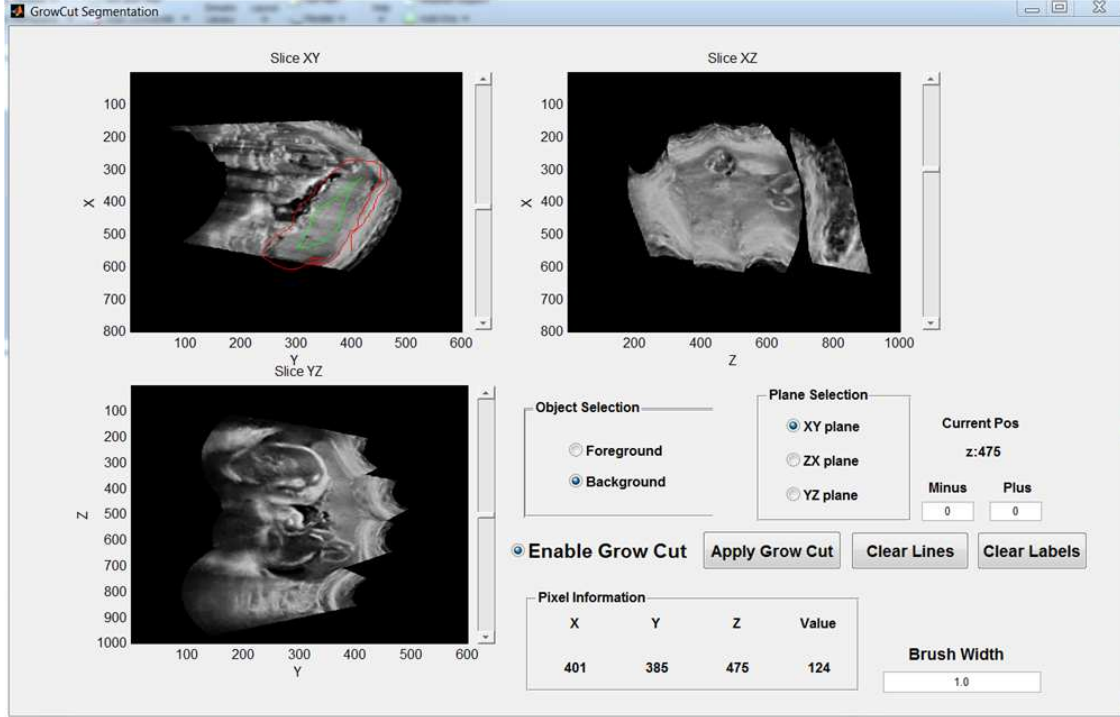 GrowCut Segmentation
Slice XY
100
200
300
400
500
600
700
800
X
100 200 300 400 500 600
Y
Slice XZ
100
200
300
400
500
600
700
800
X
200 400 600 800 1000
Z
Slice YZ
100
200
300
400
500
600
700
800
900
1000
Z
100 200 300 400 500 600
Y
Object Selection
Foreground
Background
Plane Selection
XY plane
ZX plane
YZ plane
Current Pos
z:475
Minus Plus
0 0
Enable Grow Cut Apply Grow Cut Clear Lines Clear Labels
Pixel Information
X Y Z Value
401 385 475 124
Brush Width
1.0